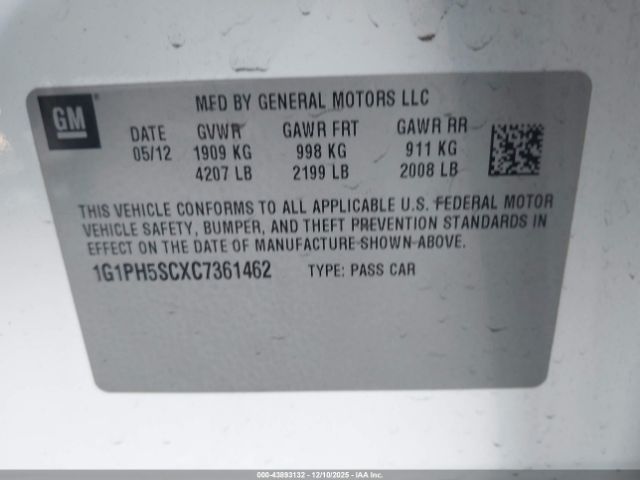 GM
MFD BY GENERAL MOTORS LLC
DATE GVWR GAWR FRT GAWR RR
05/12 1909 KG 998 KG 911 KG
4207 LB 2199 LB 2008 LB
THIS VEHICLE CONFORMS TO ALL APPLICABLE U.S. FEDERAL MOTOR
VEHICLE SAFETY, BUMPER, AND THEFT PREVENTION STANDARDS IN
EFFECT ON THE DATE OF MANUFACTURE SHOWN ABOVE.
1G1PH5SCXC7361462 TYPE: PASS CAR
000-43893132 - 12/10/2025 - IAA Inc.